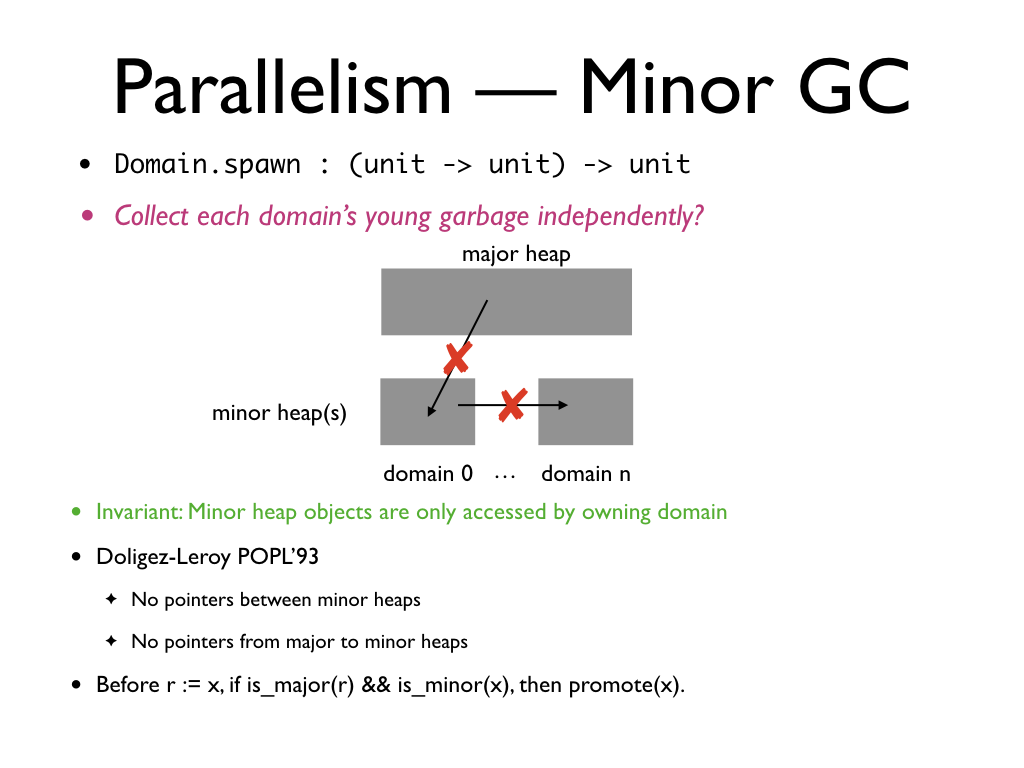 Parallelism — Minor GC
• Domain.spawn : (unit -> unit) -> unit
• Collect each domain’s young garbage independently?
major heap
minor heap(s)
domain 0 … domain n
• Invariant: Minor heap objects are only accessed by owning domain
• Doligez-Leroy POPL’93
✦ No pointers between minor heaps
✦ No pointers from major to minor heaps
• Before r := x, if is_major(r) && is_minor(x), then promote(x).